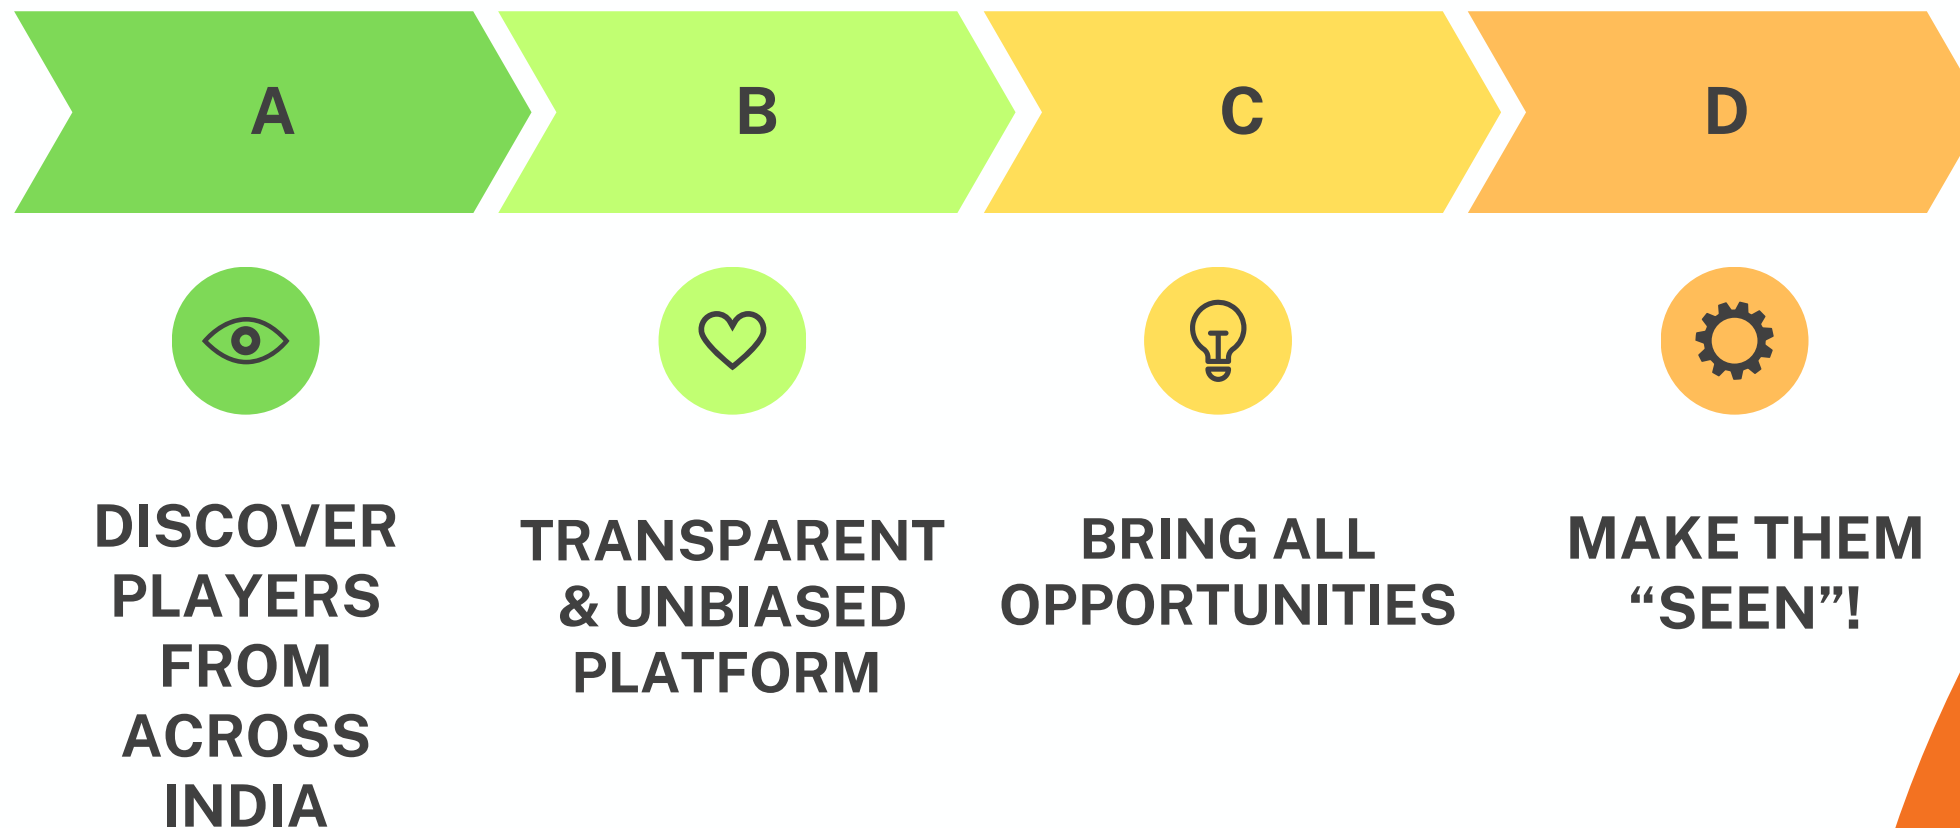 A
B
C
D
DISCOVER
PLAYERS
FROM
ACROSS
INDIA
TRANSPARENT
& UNBIASED
PLATFORM
BRING ALL
OPPORTUNITIES
MAKE THEM
“SEEN”!